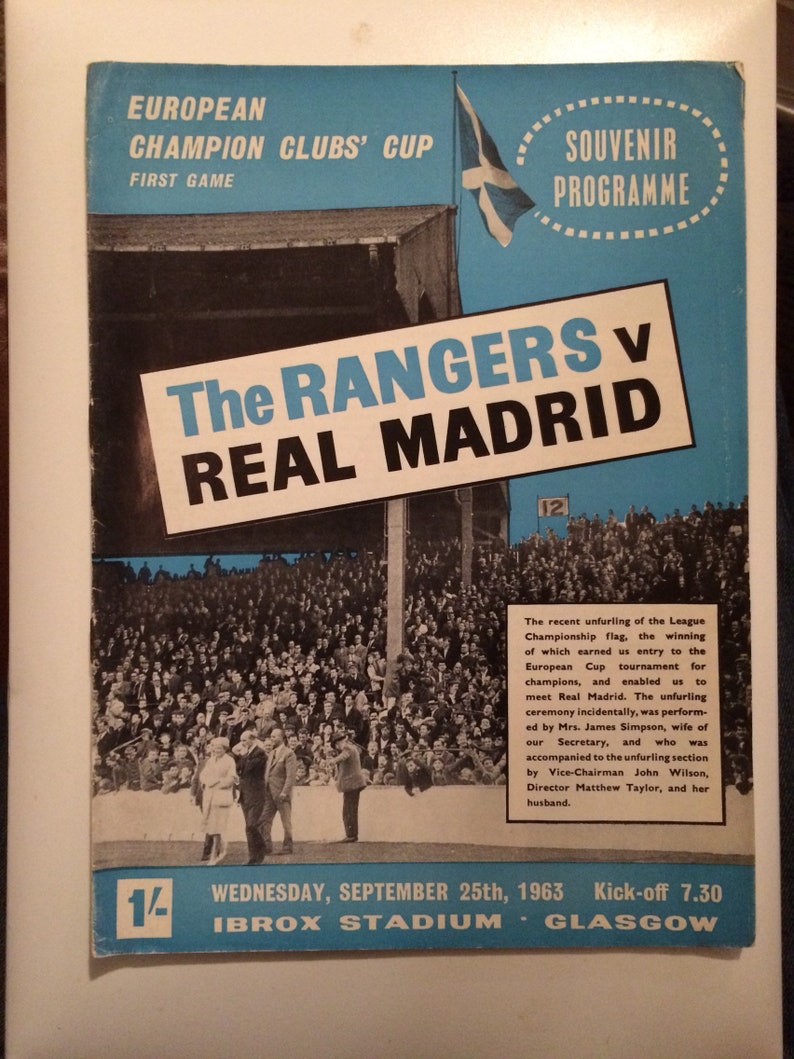 EUROPEAN
CHAMPION CLUBS' CUP
FIRST GAME
SOUVENIR
PROGRAMME
The RANGERS v
REAL MADRID
12
The recent unfurling of the League
Championship flag, the winning
of which earned us entry to the
European Cup tournament for
champions, and enabled us to
meet Real Madrid. The unfurling
ceremony incidentally, was perform-
ed by Mrs. James Simpson, wife of
our Secretary, and who was
accompanied to the unfurling section
by Vice-Chairman John Wilson,
Director Matthew Taylor, and her
husband.
1/-
WEDNESDAY, SEPTEMBER 25th, 1963 Kick-off 7.30
IBROX STADIUM · GLASGOW